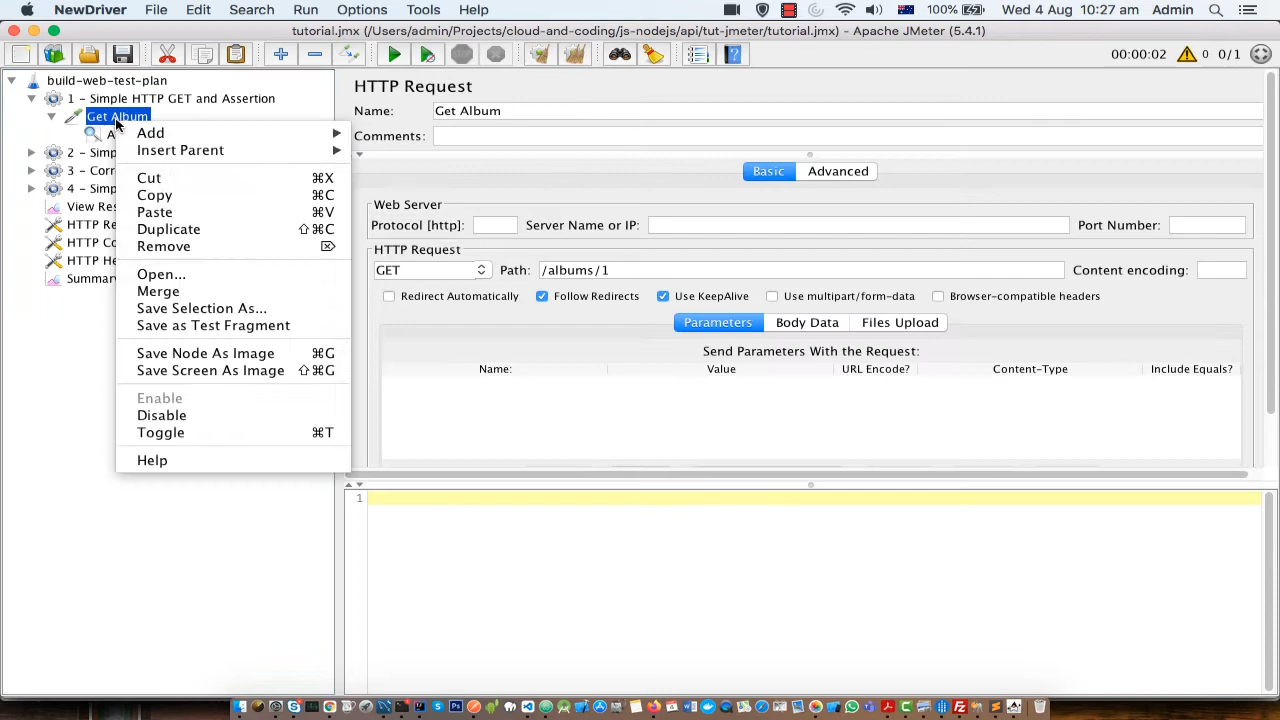 NewDriver File Edit Search Run Options Tools Help 100% Wed 4 Aug 10:27 am Admin
tutorial.jmx (/Users/admin/Projects/cloud-and-coding/js-nodejs/api/tut-jmeter/tutorial.jmx) - Apache JMeter (5.4.1)
00:00:02 0 0/1
build-web-test-plan
1 - Simple HTTP GET and Assertion
Get Album
A
2 - Simp
3 - Corr
4 - Simp
View Res
HTTP Re
HTTP Co
HTTP He
Summar
Add
Insert Parent
Cut ⌘X
Copy ⌘C
Paste ⌘V
Duplicate ⇧⌘C
Remove ⌦
Open...
Merge
Save Selection As...
Save as Test Fragment
Save Node As Image ⌘G
Save Screen As Image ⇧⌘G
Enable
Disable
Toggle ⌘T
Help
HTTP Request
Name: Get Album
Comments:
Basic Advanced
Web Server
Protocol [http]: Server Name or IP: Port Number:
HTTP Request
GET Path: /albums/1 Content encoding:
Redirect Automatically Follow Redirects Use KeepAlive Use multipart/form-data Browser-compatible headers
Parameters Body Data Files Upload
Send Parameters With the Request:
Name: Value URL Encode? Content-Type Include Equals?
1